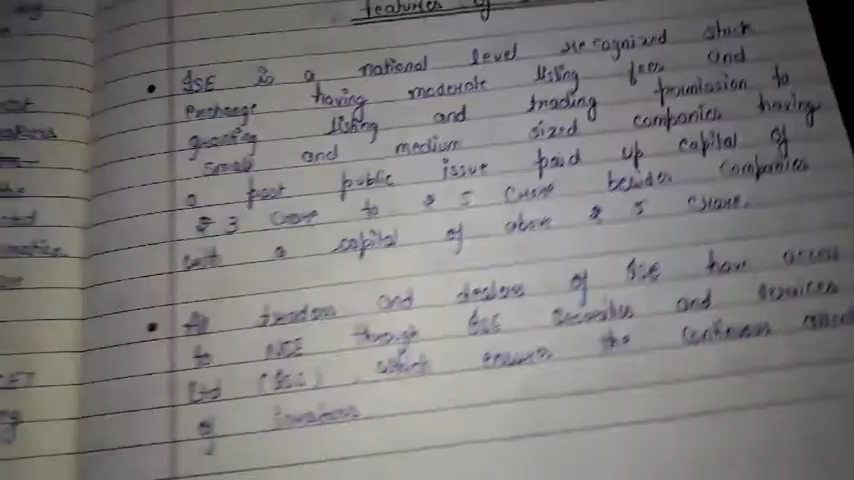 features of
• ISE is a national level recognized stock
exchange having moderate listing fees and
granting listing and trading permission to
small and medium sized companies having
a post public issue paid up capital of
₹ 3 crore to ₹ 5 crore besides companies
with a capital of above ₹ 5 crore.
• All traders and dealers of ISE have access
to NSE through ISE Securities and Services
Ltd (ISS), which ensures the
of investors